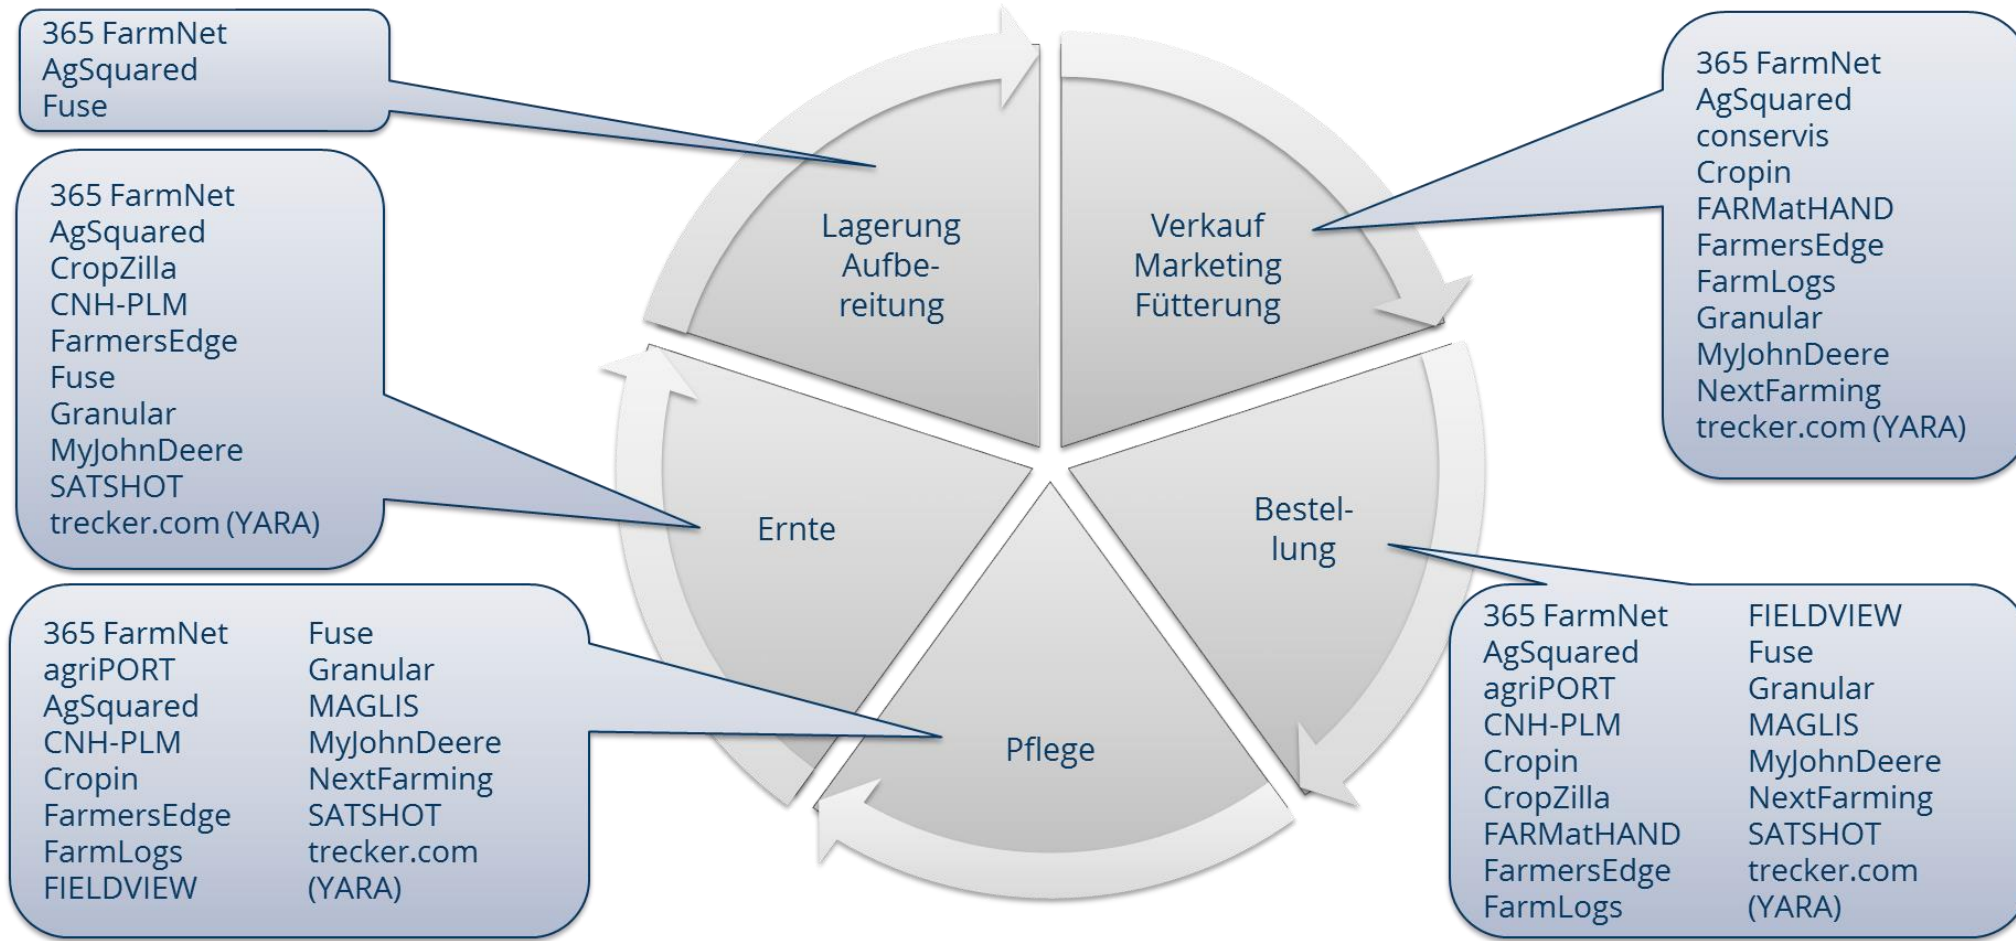 365 FarmNet
AgSquared
Fuse
365 FarmNet
AgSquared
CropZilla
CNH-PLM
FarmersEdge
Fuse
Granular
MyJohnDeere
SATSHOT
trecker.com (YARA)
365 FarmNet
agriPORT
AgSquared
CNH-PLM
Cropin
FarmersEdge
FarmLogs
FIELDVIEW
Fuse
Granular
MAGLIS
MyJohnDeere
NextFarming
SATSHOT
trecker.com
(YARA)
Lagerung
Aufbe-
reitung
Verkauf
Marketing
Fütterung
Ernte
Bestel-
lung
Pflege
365 FarmNet
AgSquared
conservis
Cropin
FARMatHAND
FarmersEdge
FarmLogs
Granular
MyJohnDeere
NextFarming
trecker.com (YARA)
365 FarmNet
AgSquared
agriPORT
CNH-PLM
Cropin
CropZilla
FARMatHAND
FarmersEdge
FarmLogs
FIELDVIEW
Fuse
Granular
MAGLIS
MyJohnDeere
NextFarming
SATSHOT
trecker.com
(YARA)